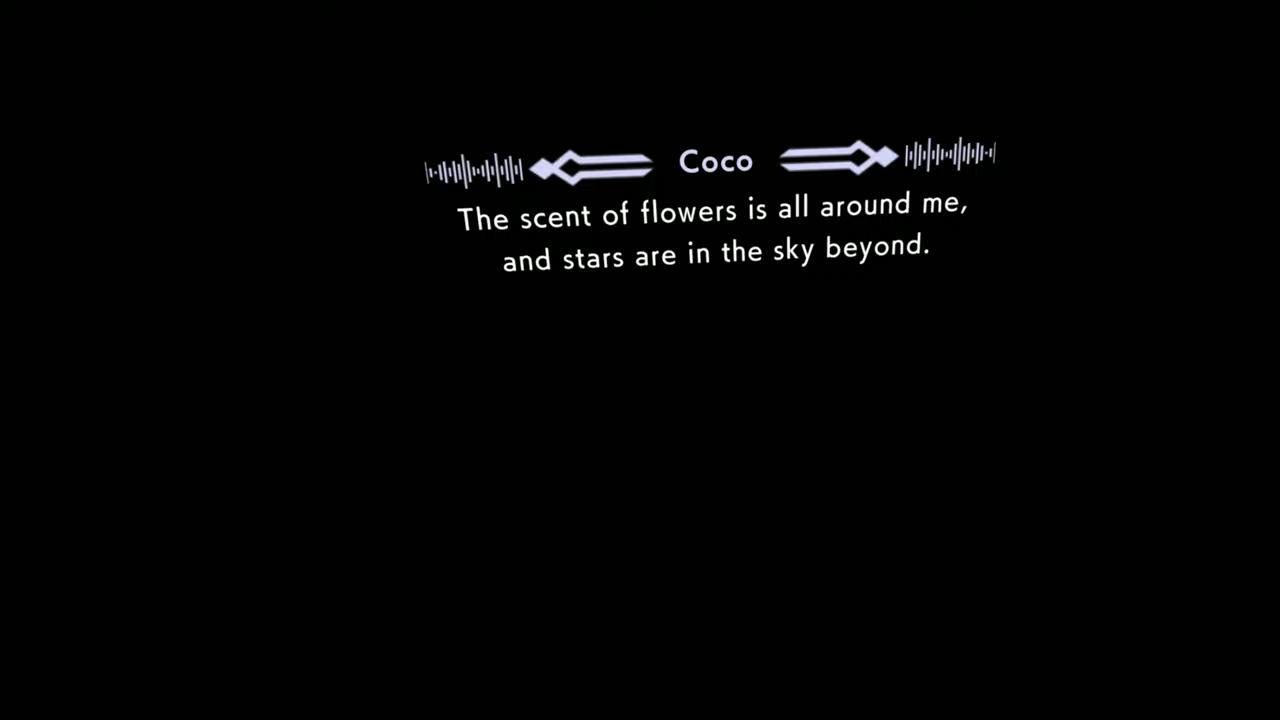 Coco
The scent of flowers is all around me,
and stars are in the sky beyond.